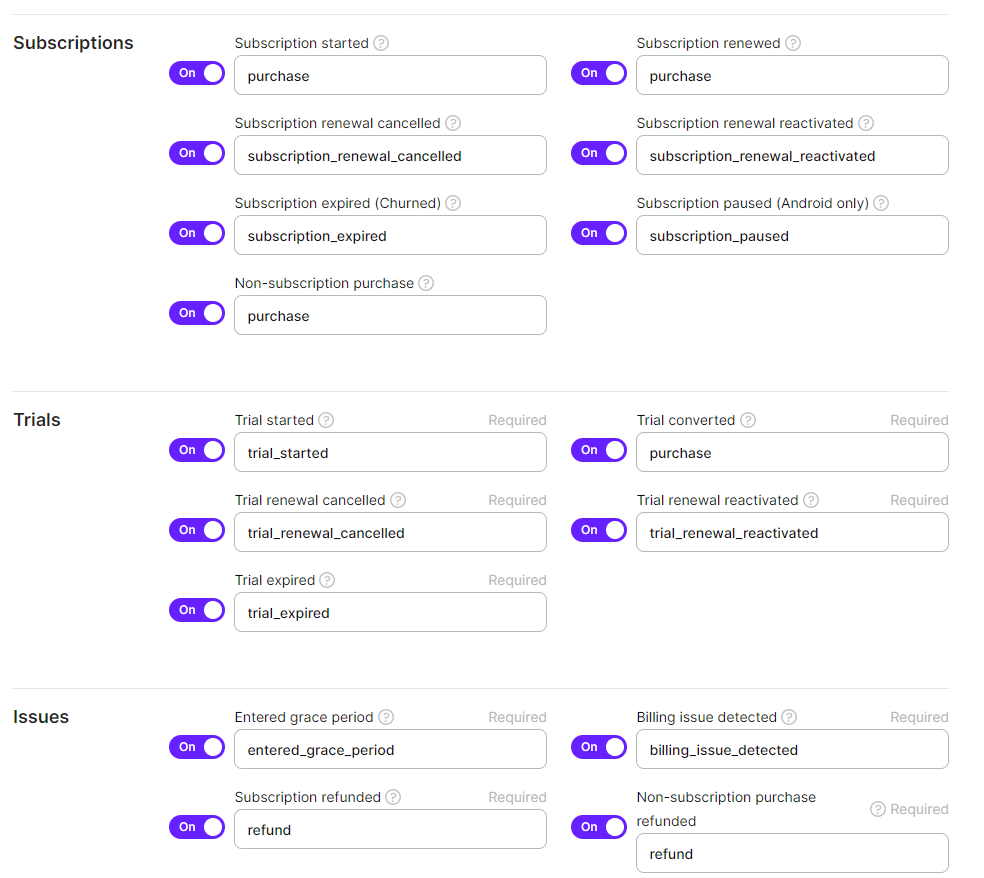 Subscriptions
Subscription started ?
Subscription renewed ?
On
purchase
On
purchase
Subscription renewal cancelled ?
Subscription renewal reactivated ?
On
subscription_renewal_cancelled
On
subscription_renewal_reactivated
Subscription expired (Churned) ?
Subscription paused (Android only) ?
On
subscription_expired
On
subscription_paused
Non-subscription purchase ?
On
purchase
Trials
Trial started ? Required
Trial converted ? Required
On
trial_started
On
purchase
Trial renewal cancelled ? Required
Trial renewal reactivated ? Required
On
trial_renewal_cancelled
On
trial_renewal_reactivated
Trial expired ? Required
On
trial_expired
Issues
Entered grace period ? Required
Billing issue detected ? Required
On
entered_grace_period
On
billing_issue_detected
Subscription refunded ? Required
Non-subscription purchase
refunded
? Required
On
refund
On
refund